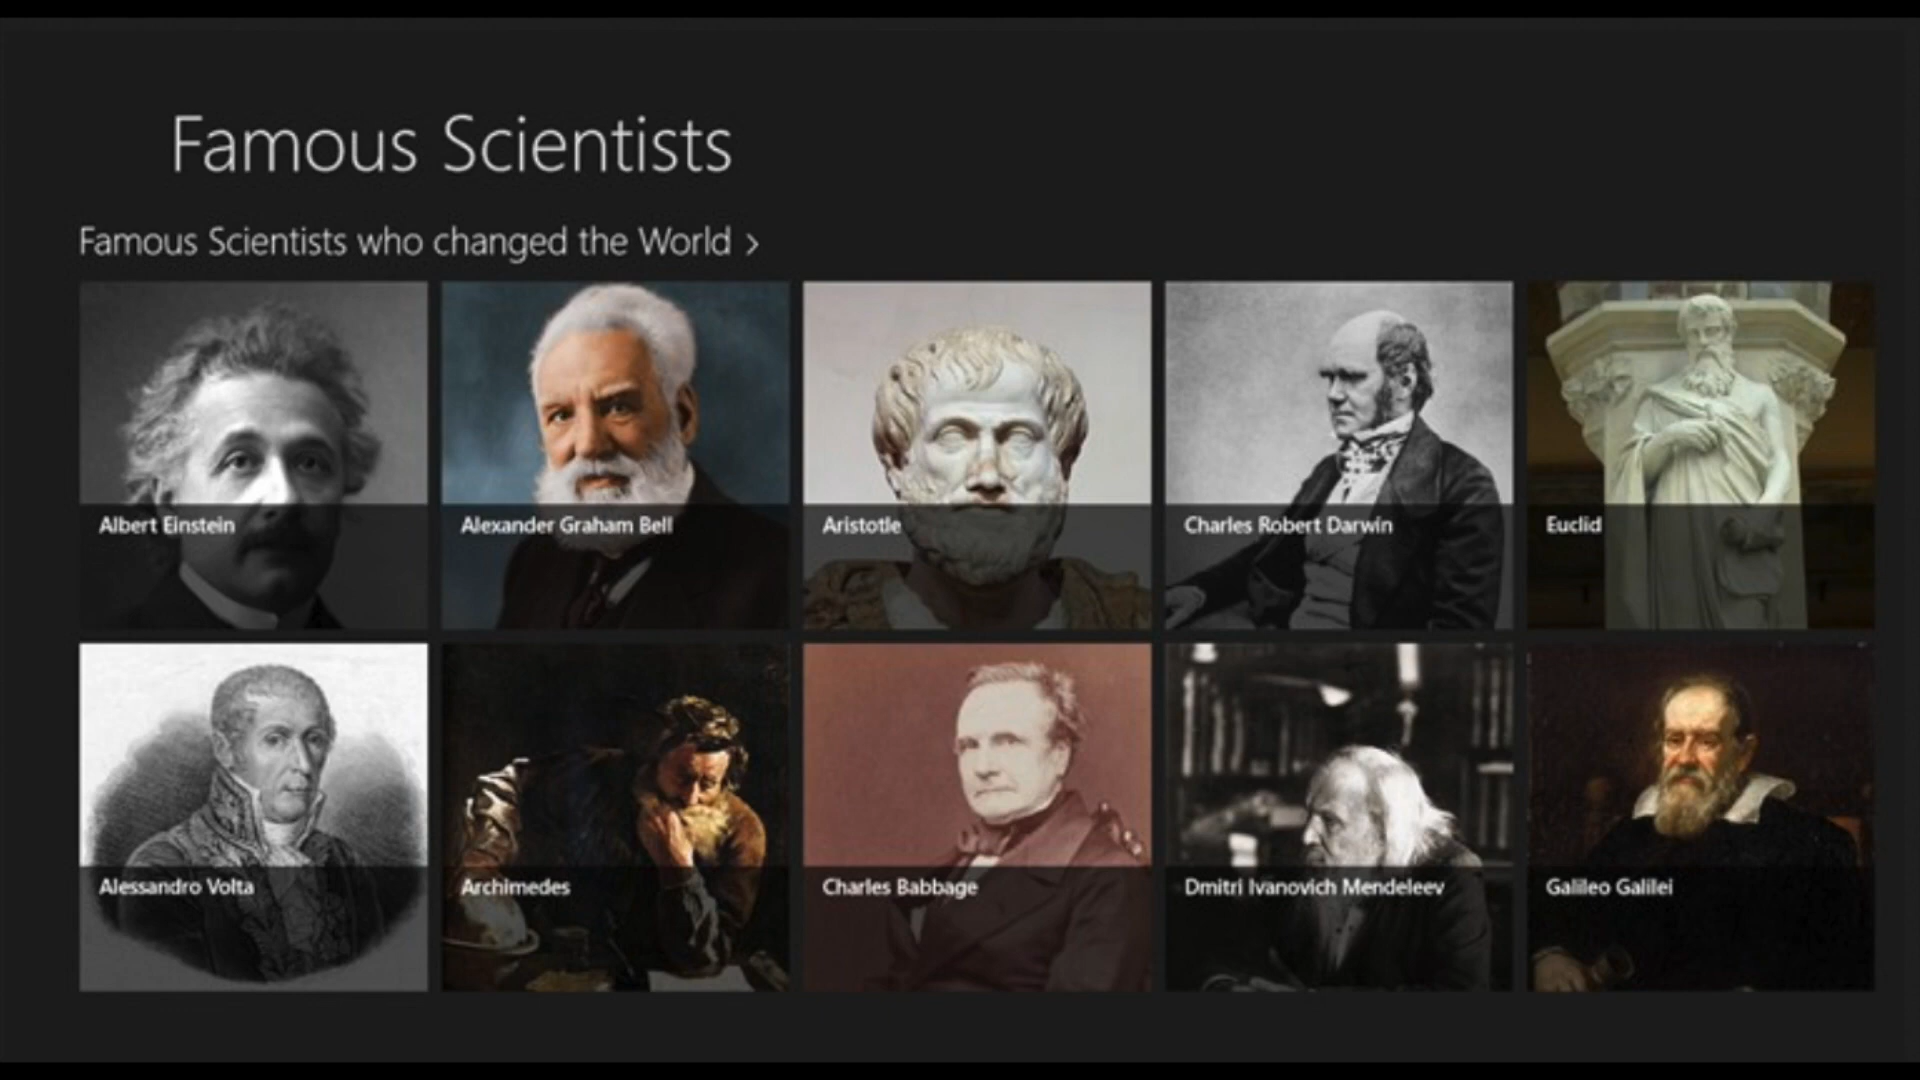 Famous Scientists
Famous Scientists who changed the World >
Albert Einstein
Alexander Graham Bell
Aristotle
Charles Robert Darwin
Euclid
Alessandro Volta
Archimedes
Charles Babbage
Dmitri Ivanovich Mendeleev
Galileo Galilei